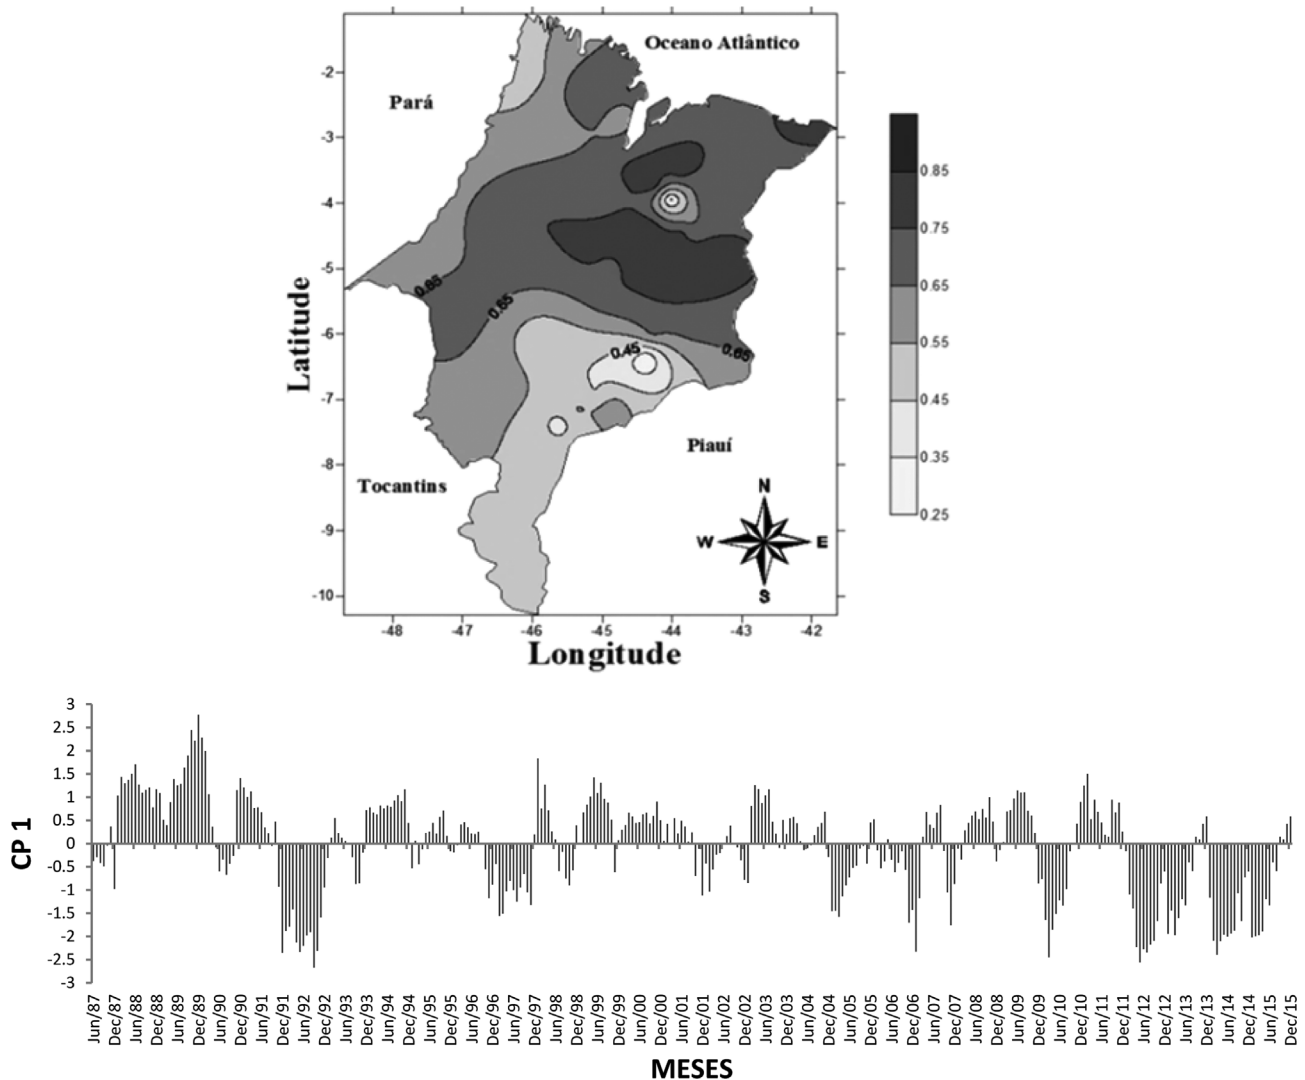 Oceano Atlântico
Pará
-2
-3
-4
-5
-6
-7
-8
-9
-10
Latitude
0.65
0.65
0.45
0.65
Piauí
Tocantins
N
W
E
S
0.85
0.75
0.65
0.55
0.45
0.35
0.25
-48 -47 -46 -45 -44 -43 -42
Longitude
3
2.5
2
1.5
1
0.5
0
-0.5
-1
-1.5
-2
-2.5
-3
CP 1
Jun/87 Dec/87 Jun/88 Dec/88 Jun/89 Dec/89 Jun/90 Dec/90 Jun/91 Dec/91 Jun/92 Dec/92 Jun/93 Dec/93 Jun/94 Dec/94 Jun/95 Dec/95 Jun/96 Dec/96 Jun/97 Dec/97 Jun/98 Dec/98 Jun/99 Dec/99 Jun/00 Dec/00 Jun/01 Dec/01 Jun/02 Dec/02 Jun/03 Dec/03 Jun/04 Dec/04 Jun/05 Dec/05 Jun/06 Dec/06 Jun/07 Dec/07 Jun/08 Dec/08 Jun/09 Dec/09 Jun/10 Dec/10 Jun/11 Dec/11 Jun/12 Dec/12 Jun/13 Dec/13 Jun/14 Dec/14 Jun/15 Dec/15
MESES